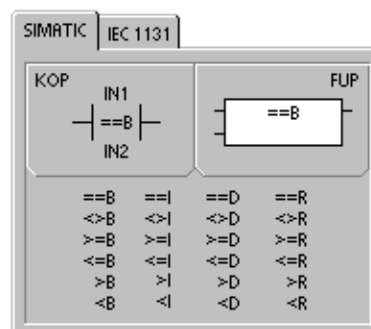 SIMATIC IEC 1131
KOP FUP
IN1
==B ==B
IN2
==B ==I ==D ==R
<>B <>I <>D <>R
>=B >=I >=D >=R
<=B <=I <=D <=R
>B >I >D >R
<B <I <D <R